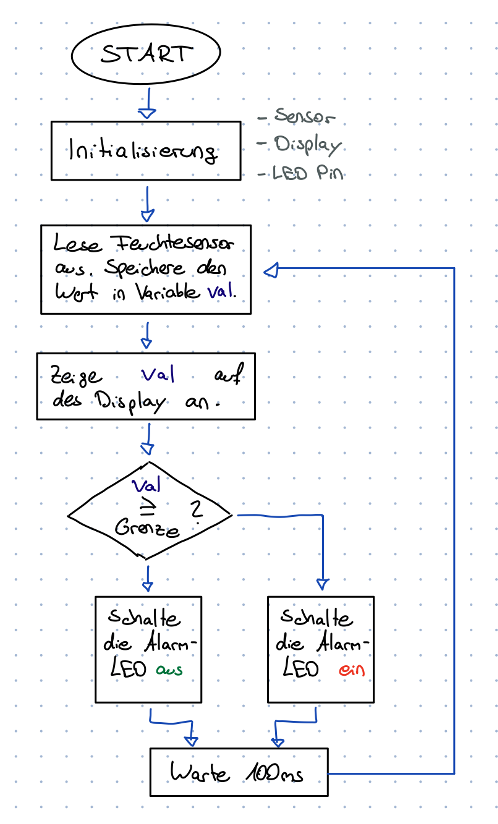 START
Initialisierung
- Sensor
- Display
- LED Pin
Lese Feuchtesensor
aus. Speichere den
Wert in Variable val.
Zeige val auf
des Display an.
val
≥
Grenze ?
Schalte
die Alarm-
LED aus
Schalte
die Alarm-
LED ein
Warte 100ms